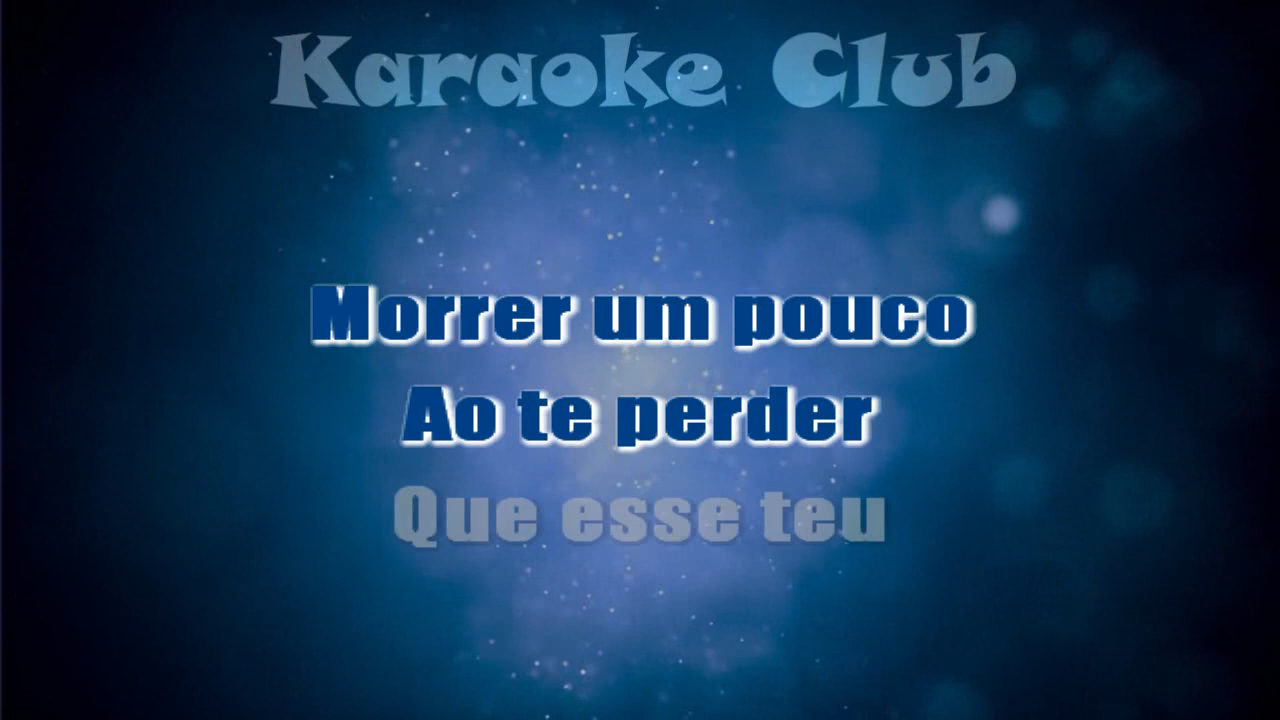 Karaoke Club
Morrer um pouco
Ao te perder
Que esse teu